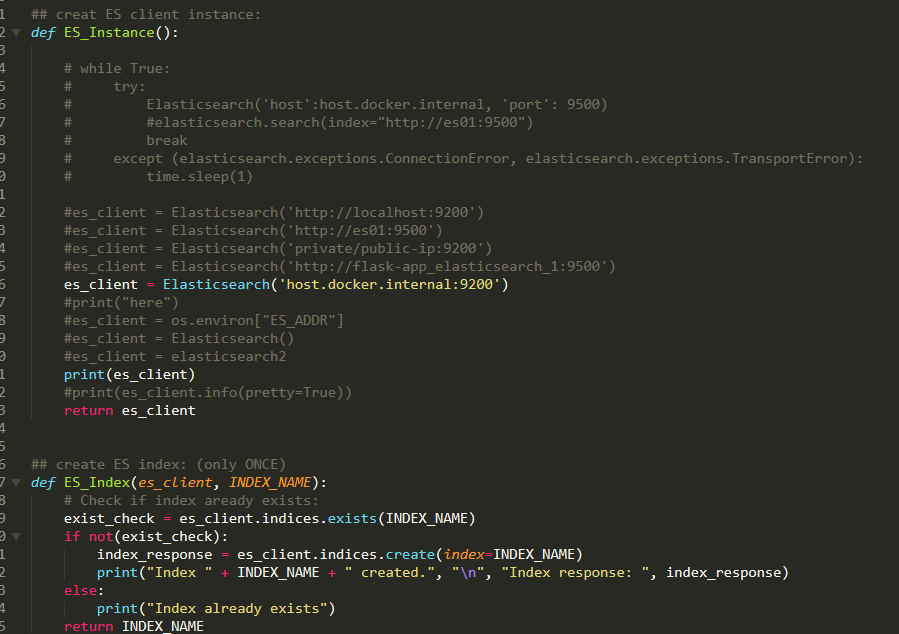 1 ## creat ES client instance:
2 def ES_Instance():
3
4 # while True:
5 #     try:
6 #         Elasticsearch('host':host.docker.internal, 'port': 9500)
7 #         #elasticsearch.search(index="http://es01:9500")
8 #         break
9 #     except (elasticsearch.exceptions.ConnectionError, elasticsearch.exceptions.TransportError):
0 #         time.sleep(1)
1
2 #es_client = Elasticsearch('http://localhost:9200')
3 #es_client = Elasticsearch('http://es01:9500')
4 #es_client = Elasticsearch('private/public-ip:9200')
5 #es_client = Elasticsearch('http://flask-app_elasticsearch_1:9500')
6 es_client = Elasticsearch('host.docker.internal:9200')
7 #print("here")
8 #es_client = os.environ["ES_ADDR"]
9 #es_client = Elasticsearch()
0 #es_client = elasticsearch2
1 print(es_client)
2 #print(es_client.info(pretty=True))
3 return es_client
4
5
6 ## create ES index: (only ONCE)
7 def ES_Index(es_client, INDEX_NAME):
8 # Check if index aready exists:
9 exist_check = es_client.indices.exists(INDEX_NAME)
0 if not(exist_check):
1 index_response = es_client.indices.create(index=INDEX_NAME)
2 print("Index " + INDEX_NAME + " created.", "\n", "Index response: ", index_response)
3 else:
4 print("Index already exists")
5 return INDEX_NAME